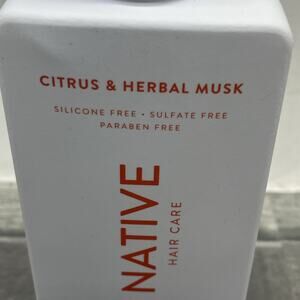 CITRUS & HERBAL MUSK
SILICONE FREE • SULFATE FREE
PARABEN FREE
NATIVE
HAIR CARE